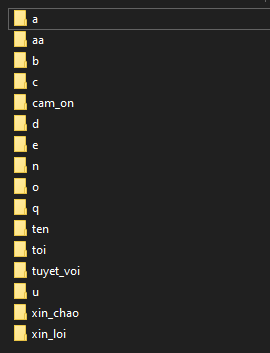 a
aa
b
c
cam_on
d
e
n
o
q
ten
toi
tuyet_voi
u
xin_chao
xin_loi